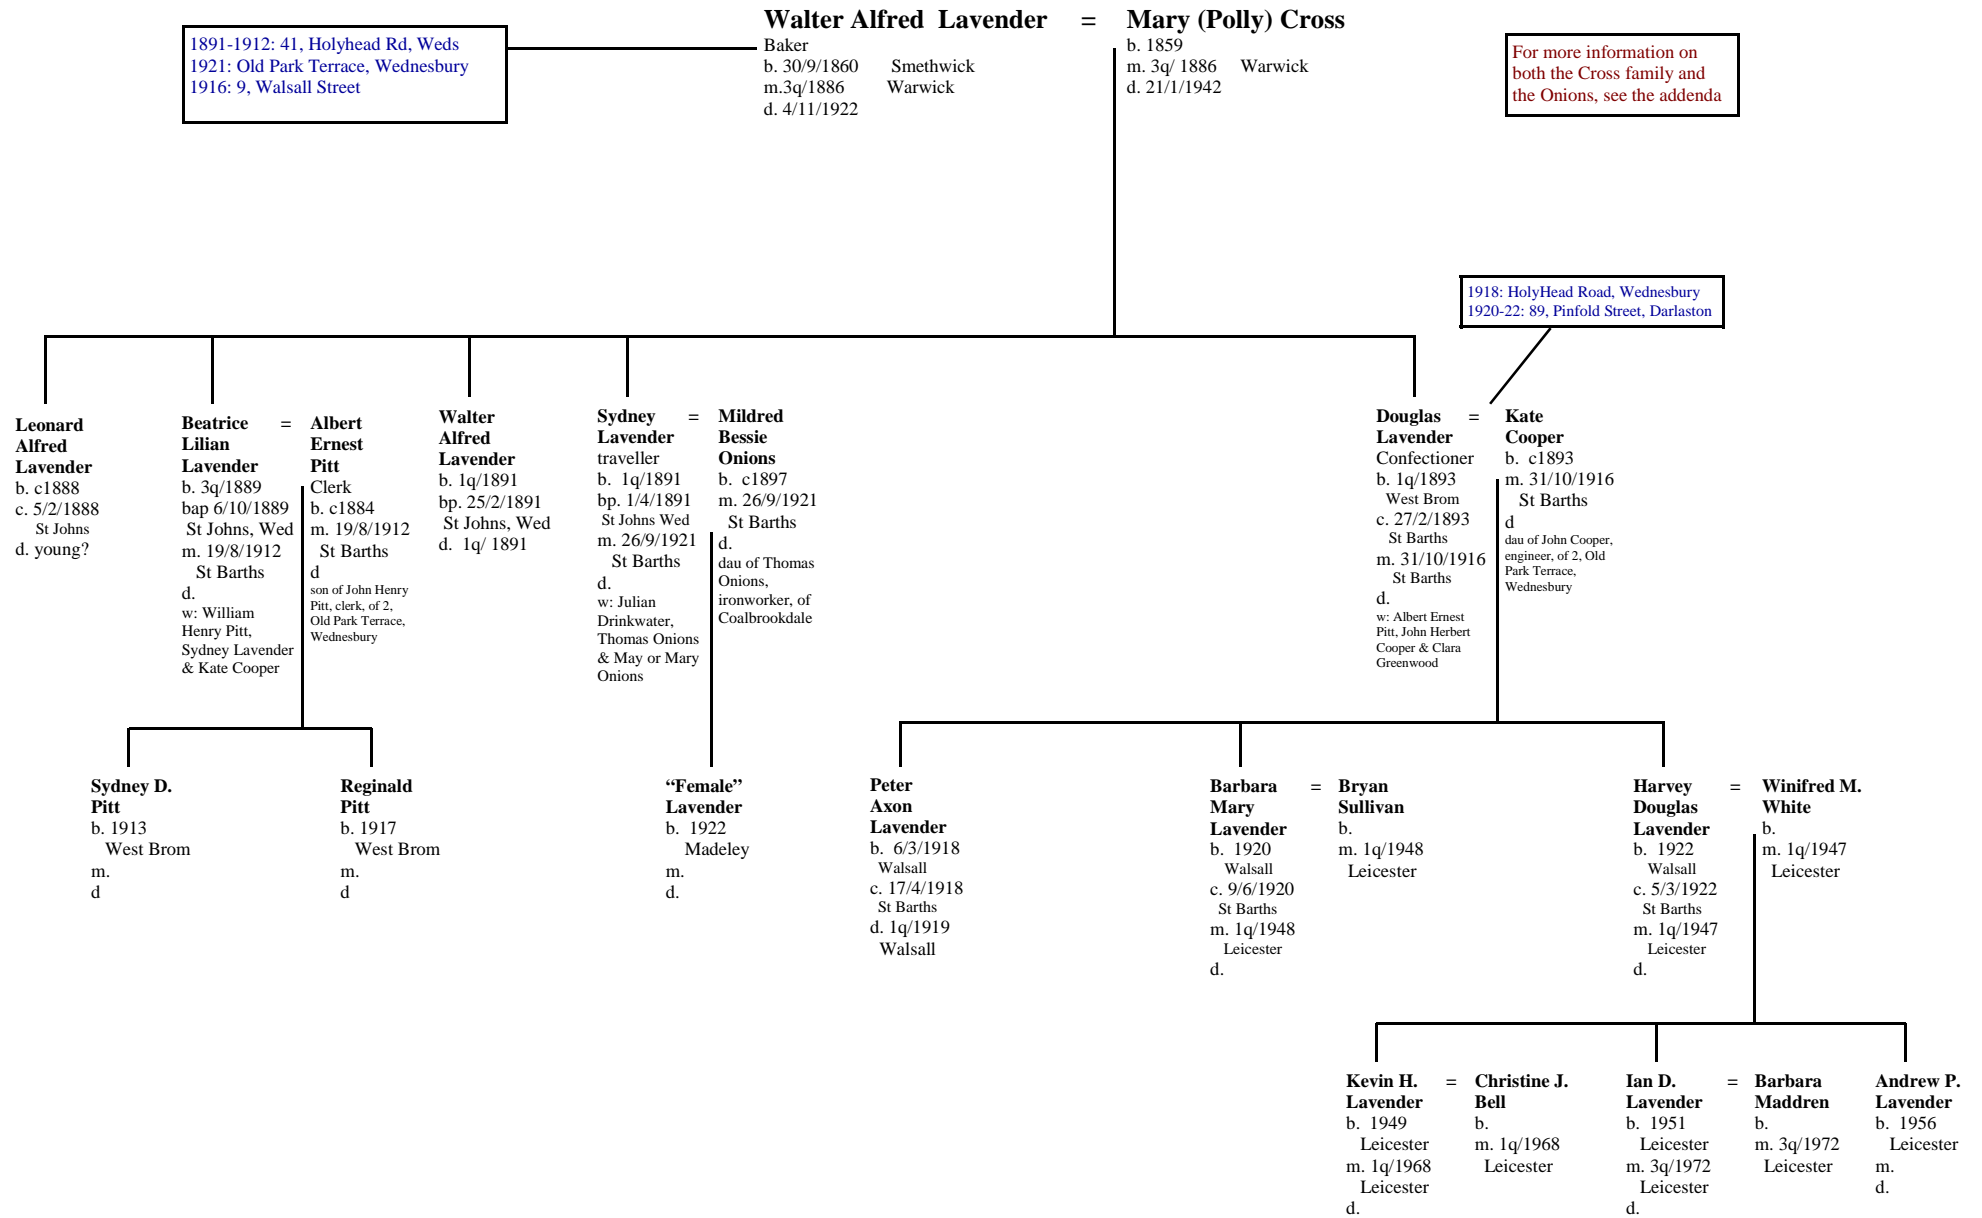 Walter Alfred Lavender = Mary (Polly) Cross
Baker
b. 30/9/1860 Smethwick
m.3q/1886 Warwick
d. 4/11/1922
b. 1859
m. 3q/ 1886 Warwick
d. 21/1/1942
1891-1912: 41, Holyhead Rd, Weds
1921: Old Park Terrace, Wednesbury
1916: 9, Walsall Street
For more information on
both the Cross family and
the Onions, see the addenda
1918: HolyHead Road, Wednesbury
1920-22: 89, Pinfold Street, Darlaston
Leonard
Alfred
Lavender
b. c1888
c. 5/2/1888
St Johns
d. young?
Beatrice =
Lilian
Lavender
b. 3q/1889
bap 6/10/1889
St Johns, Wed
m. 19/8/1912
St Barths
d.
w: William
Henry Pitt,
Sydney Lavender
& Kate Cooper
Albert
Ernest
Pitt
Clerk
b. c1884
m. 19/8/1912
St Barths
d
son of John Henry
Pitt, clerk, of 2,
Old Park Terrace,
Wednesbury
Walter
Alfred
Lavender
b. 1q/1891
bp. 25/2/1891
St Johns, Wed
d. 1q/ 1891
Sydney =
Lavender
traveller
b. 1q/1891
bp. 1/4/1891
St Johns Wed
m. 26/9/1921
St Barths
d.
w: Julian
Drinkwater,
Thomas Onions
& May or Mary
Onions
Mildred
Bessie
Onions
b. c1897
m. 26/9/1921
St Barths
d.
dau of Thomas
Onions,
ironworker, of
Coalbrookdale
Douglas =
Lavender
Confectioner
b. 1q/1893
West Brom
c. 27/2/1893
St Barths
m. 31/10/1916
St Barths
d.
w: Albert Ernest
Pitt, John Herbert
Cooper & Clara
Greenwood
Kate
Cooper
b. c1893
m. 31/10/1916
St Barths
d
dau of John Cooper,
engineer, of 2, Old
Park Terrace,
Wednesbury
Sydney D.
Pitt
b. 1913
West Brom
m.
d
Reginald
Pitt
b. 1917
West Brom
m.
d
“Female”
Lavender
b. 1922
Madeley
m.
d.
Peter
Axon
Lavender
b. 6/3/1918
Walsall
c. 17/4/1918
St Barths
d. 1q/1919
Walsall
Barbara =
Mary
Lavender
b. 1920
Walsall
c. 9/6/1920
St Barths
m. 1q/1948
Leicester
d.
Bryan
Sullivan
b.
m. 1q/1948
Leicester
Harvey =
Douglas
Lavender
b. 1922
Walsall
c. 5/3/1922
St Barths
m. 1q/1947
Leicester
d.
Winifred M.
White
b.
m. 1q/1947
Leicester
Kevin H. =
Lavender
b. 1949
Leicester
m. 1q/1968
Leicester
d.
Christine J.
Bell
b.
m. 1q/1968
Leicester
Ian D. =
Lavender
b. 1951
Leicester
m. 3q/1972
Leicester
d.
Barbara
Maddren
b.
m. 3q/1972
Leicester
Andrew P.
Lavender
b. 1956
Leicester
m.
d.